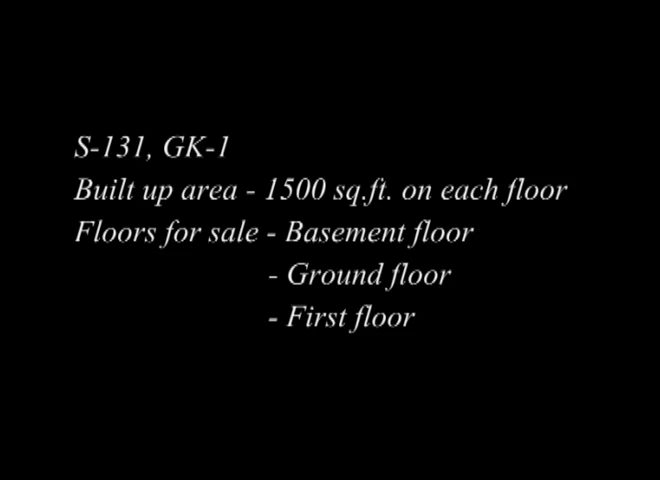 S-131, GK-1
Built up area - 1500 sq.ft. on each floor
Floors for sale - Basement floor
- Ground floor
- First floor